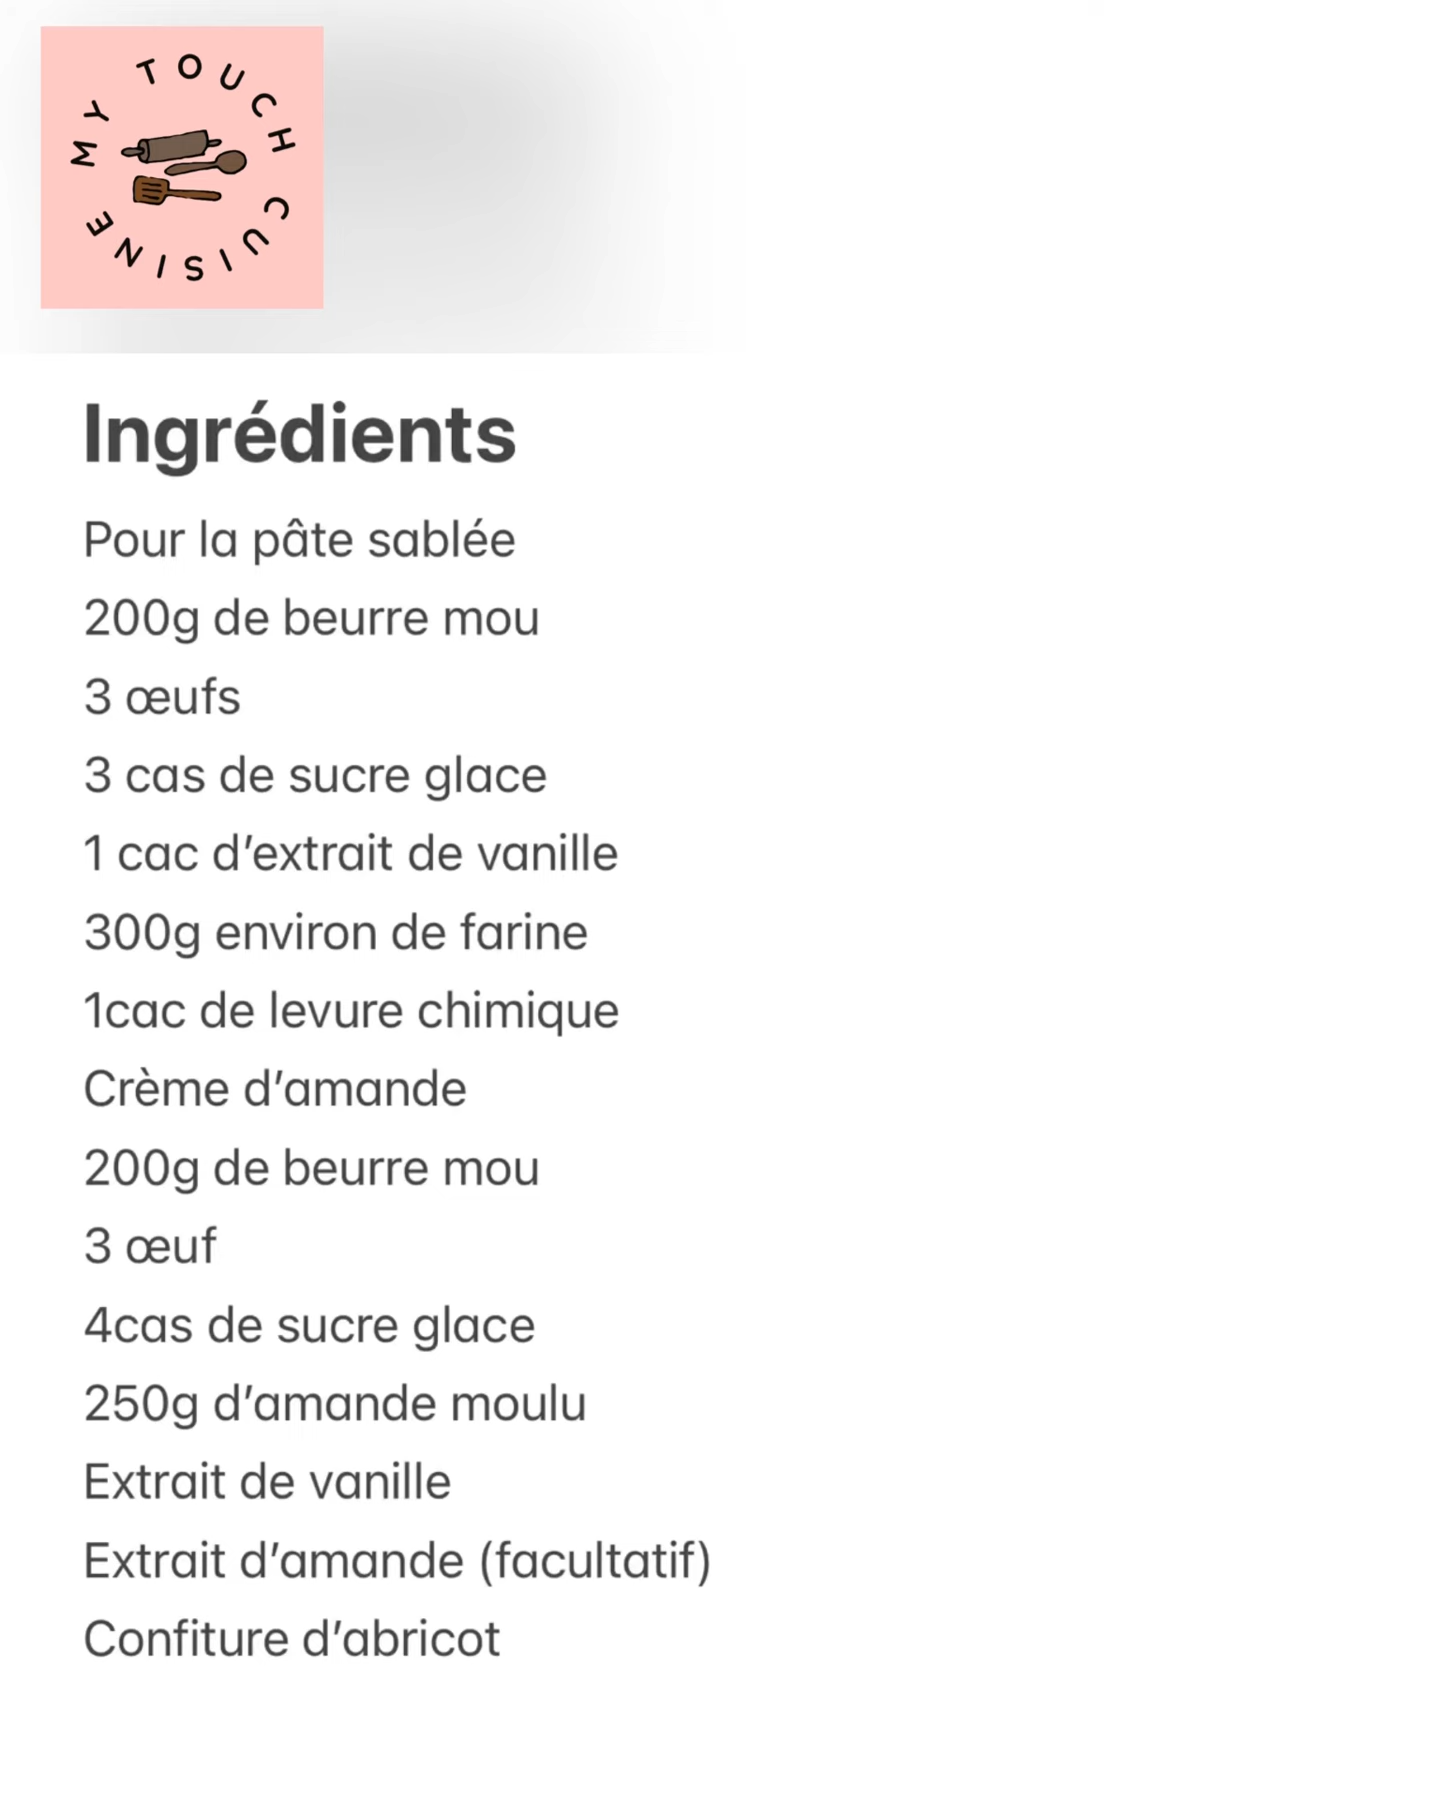 MY TOUCH CUISINE
Ingrédients
Pour la pâte sablée
200g de beurre mou
3 œufs
3 cas de sucre glace
1 cac d’extrait de vanille
300g environ de farine
1cac de levure chimique
Crème d’amande
200g de beurre mou
3 œuf
4cas de sucre glace
250g d’amande moulu
Extrait de vanille
Extrait d’amande (facultatif)
Confiture d’abricot